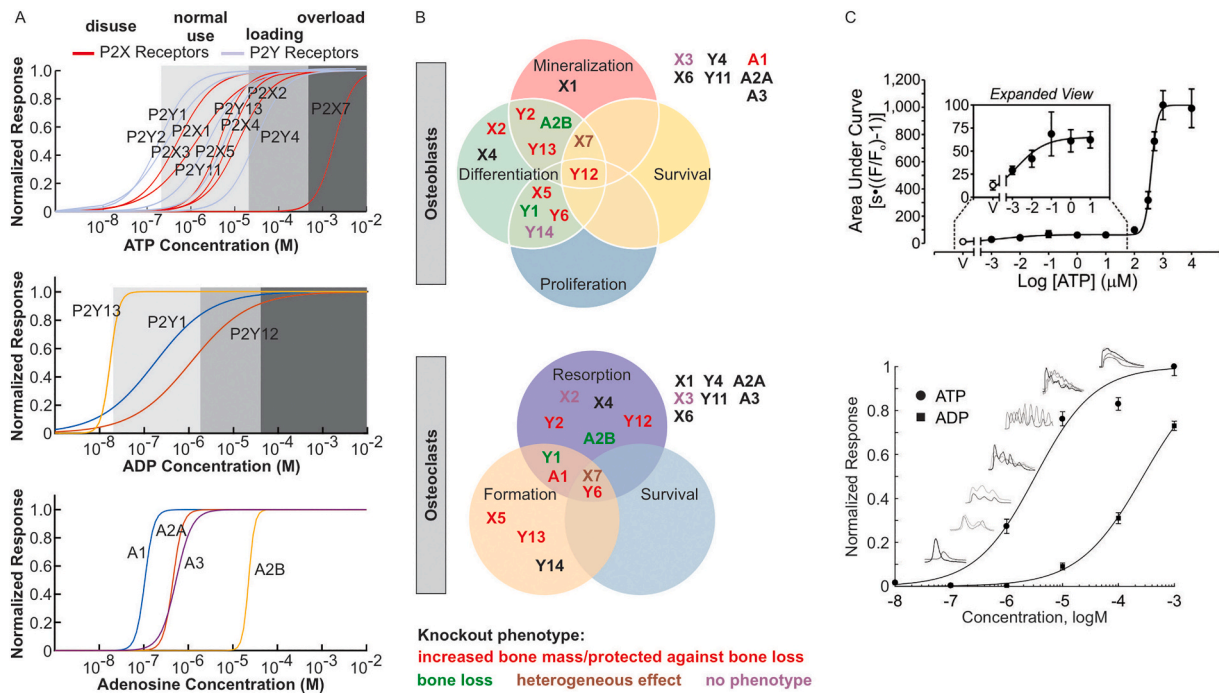 A
disuse
normal
use
loading
overload
P2X Receptors
P2Y Receptors
Normalized Response
1.0
0.8
0.6
0.4
0.2
0
P2Y1
P2Y2
P2X3
P2Y11
P2X1
P2X5
P2Y13
P2X4
P2X2
P2Y4
P2X7
10⁻⁸ 10⁻⁷ 10⁻⁶ 10⁻⁵ 10⁻⁴ 10⁻³ 10⁻²
ATP Concentration (M)
Normalized Response
1.0
0.8
0.6
0.4
0.2
0
P2Y13
P2Y1
P2Y12
10⁻⁸ 10⁻⁷ 10⁻⁶ 10⁻⁵ 10⁻⁴ 10⁻³ 10⁻²
ADP Concentration (M)
Normalized Response
1.0
0.8
0.6
0.4
0.2
0
A1
A2A
A3
A2B
10⁻⁸ 10⁻⁷ 10⁻⁶ 10⁻⁵ 10⁻⁴ 10⁻³ 10⁻²
Adenosine Concentration (M)
B
Osteoblasts
Mineralization
X1
X3 Y4 A1
X6 Y11 A2A
A3
Y2
X2
A2B
Y13
X4
X7
Differentiation
Y12
Survival
X5
Y1
Y6
Y14
Proliferation
Osteoclasts
Resorption
X1 Y4 A2A
X3 Y11 A3
X6
X2
X4
Y2
Y12
A2B
Y1
A1
X7
Y6
Formation
Survival
X5
Y13
Y14
Knockout phenotype:
increased bone mass/protected against bone loss
bone loss heterogeneous effect no phenotype
C
Area Under Curve
[s•((F/Fₒ)-1)]
1,200
1,000
800
600
400
200
0
Expanded View
100
75
50
25
0
V -3 -2 -1 0 1
V -3 -2 -1 0 1 2 3 4
Log [ATP] (μM)
Normalized Response
ATP
ADP
1
0.8
0.6
0.4
0.2
0
-8 -7 -6 -5 -4 -3
Concentration, logM